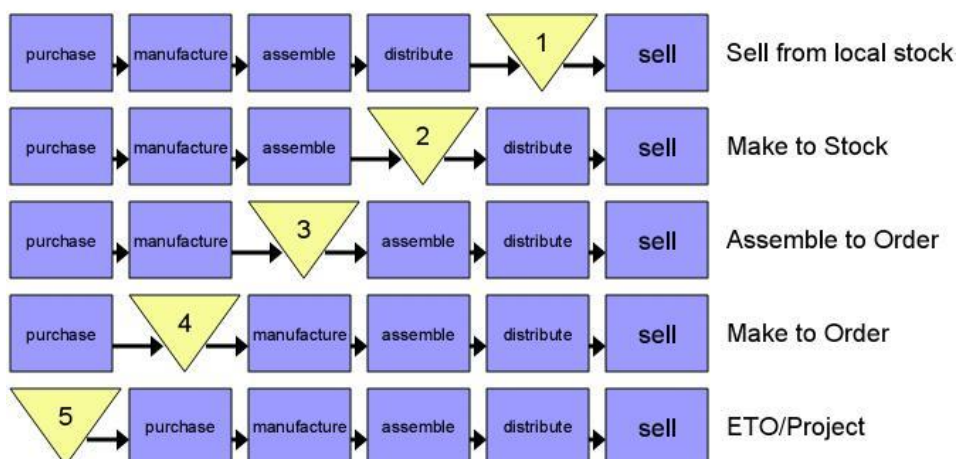 purchase manufacture assemble distribute 1 sell Sell from local stock
purchase manufacture assemble 2 distribute sell Make to Stock
purchase manufacture 3 assemble distribute sell Assemble to Order
purchase 4 manufacture assemble distribute sell Make to Order
5 purchase manufacture assemble distribute sell ETO/Project